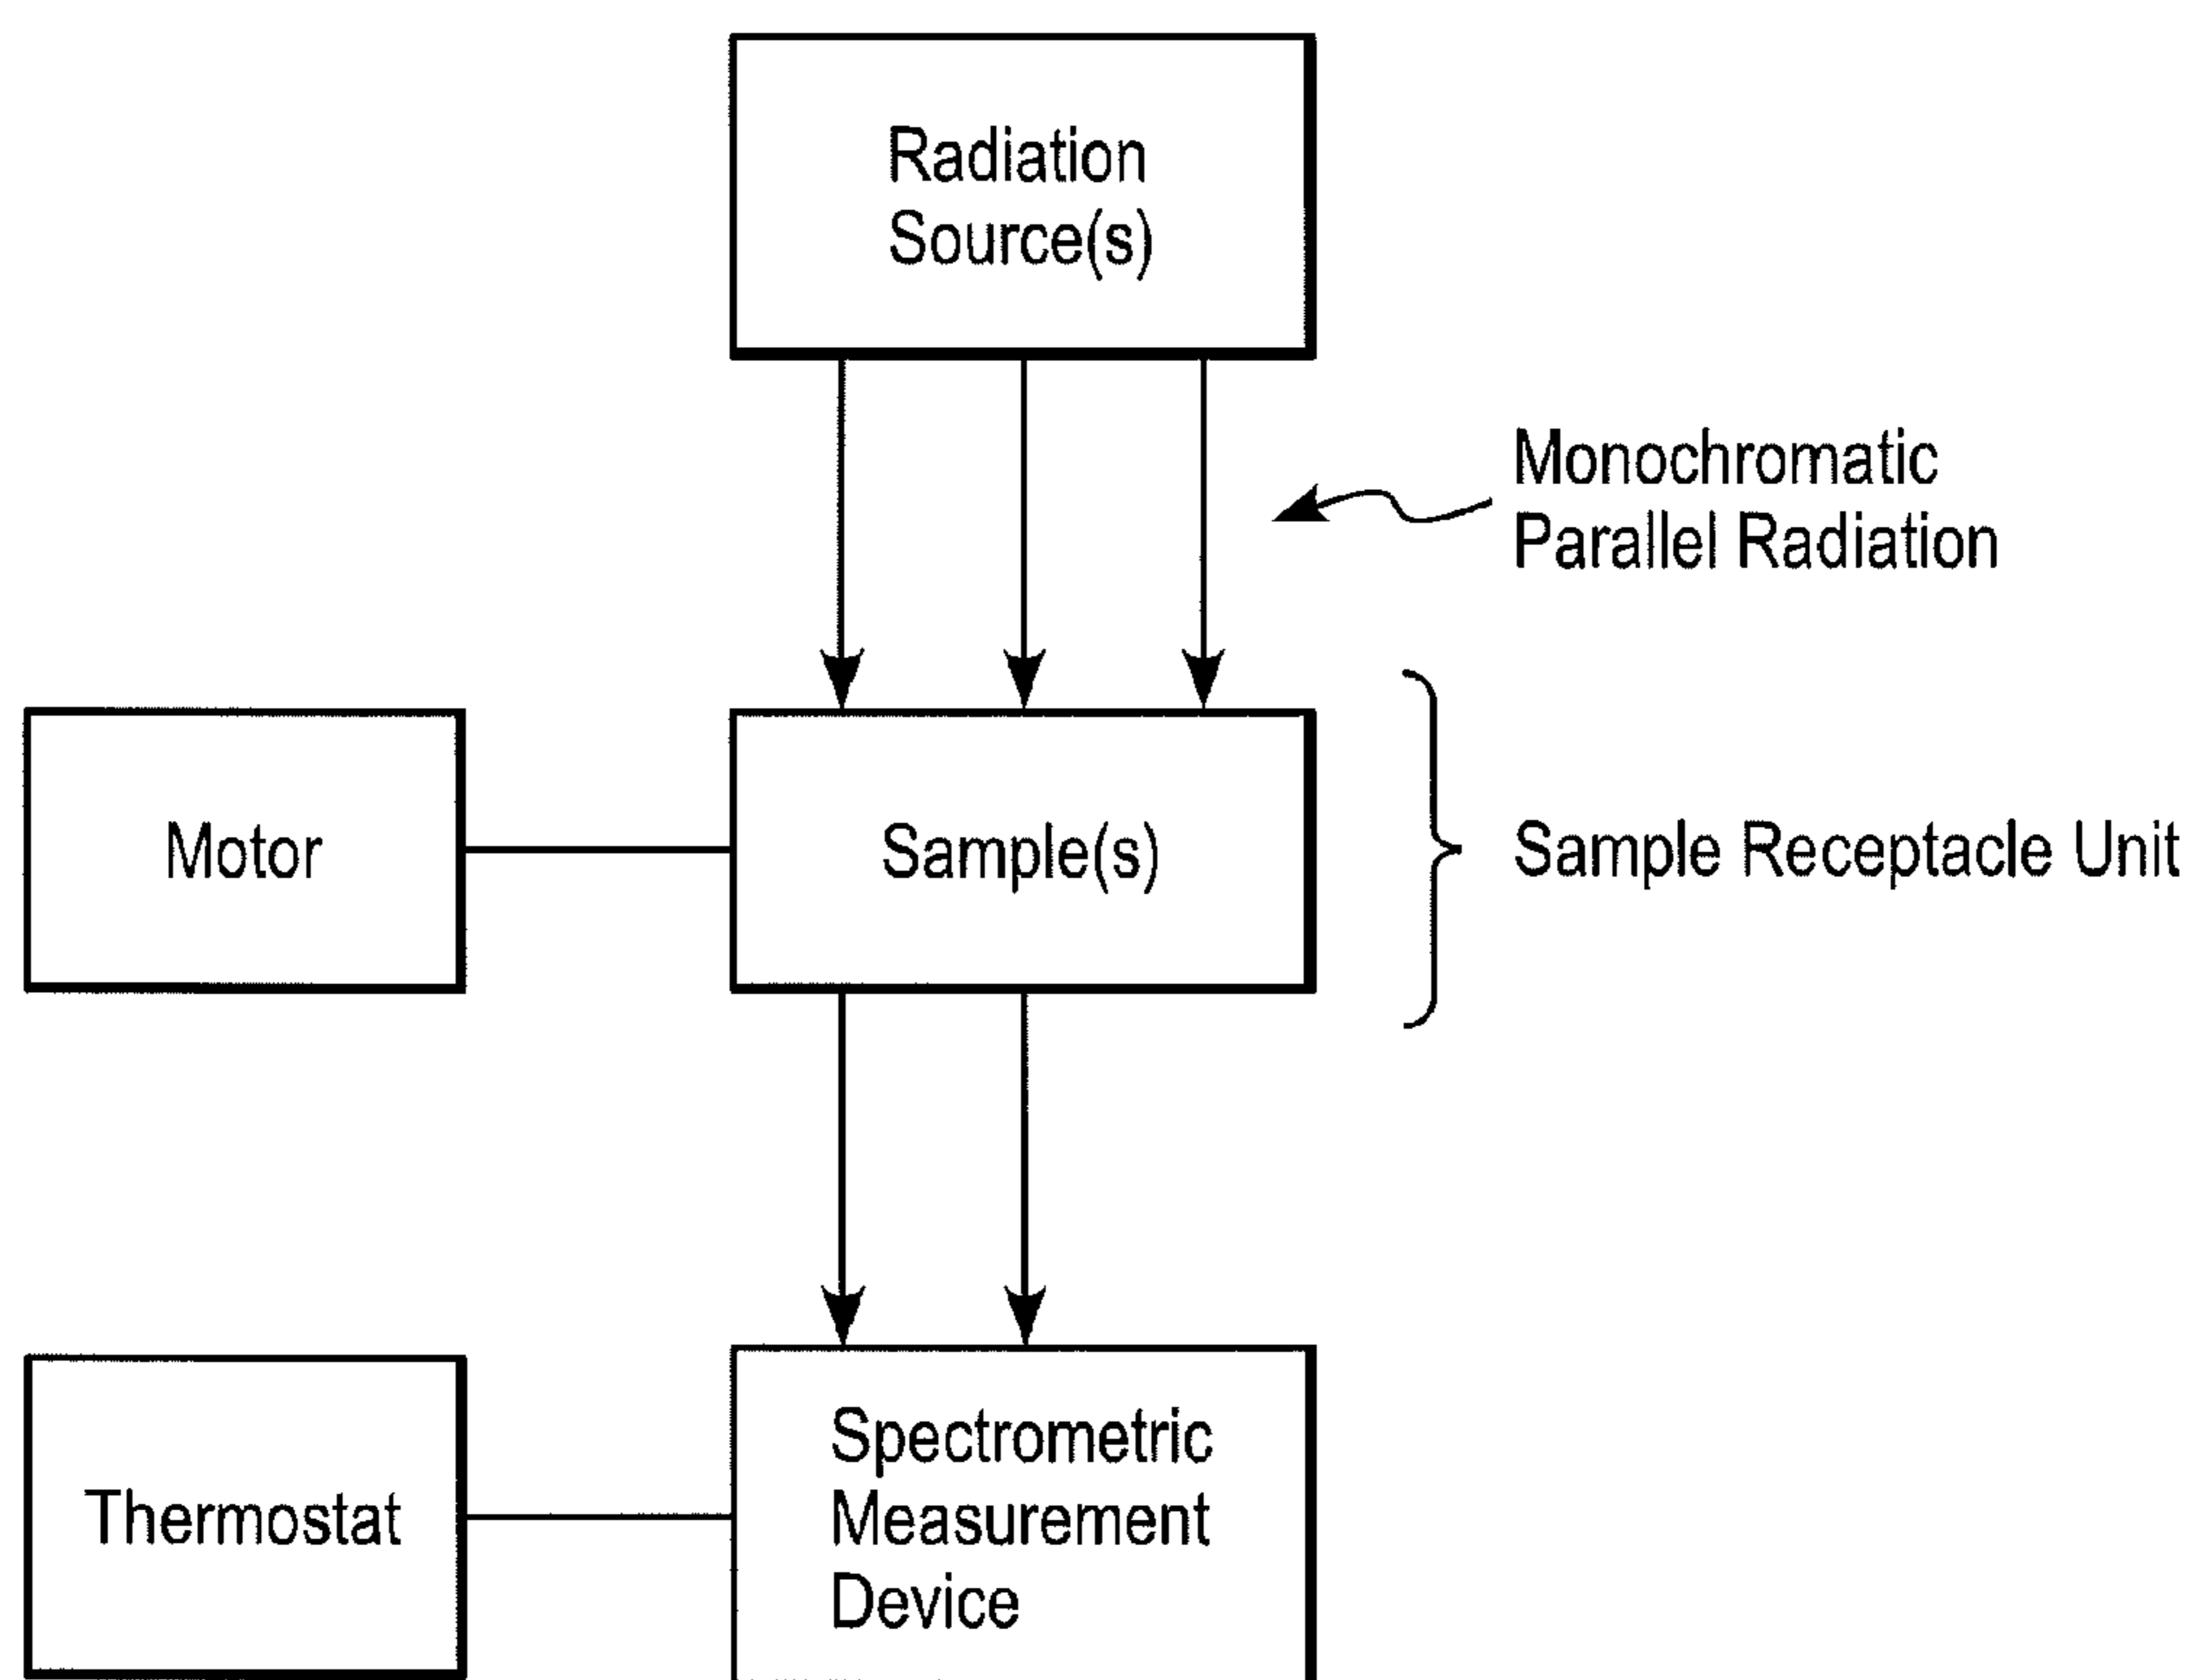 Radiation
Source(s)
Monochromatic
Parallel Radiation
Motor
Sample(s)
Sample Receptacle Unit
Thermostat
Spectrometric
Measurement
Device